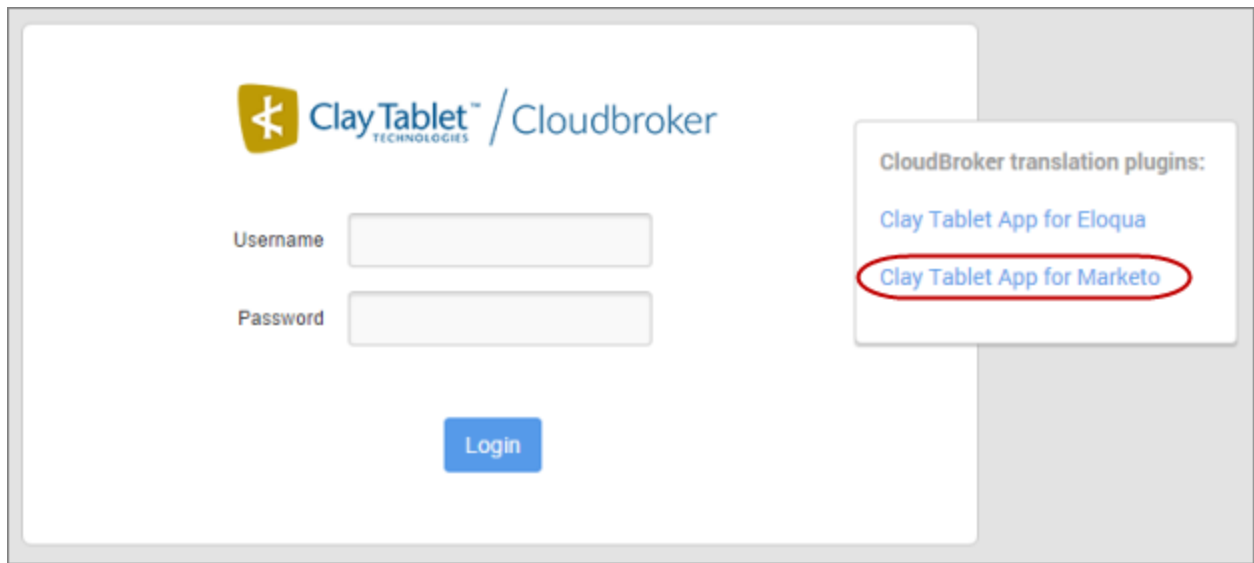 Clay Tablet™ / Cloudbroker
TECHNOLOGIES
Username
Password
Login
CloudBroker translation plugins:
Clay Tablet App for Eloqua
Clay Tablet App for Marketo